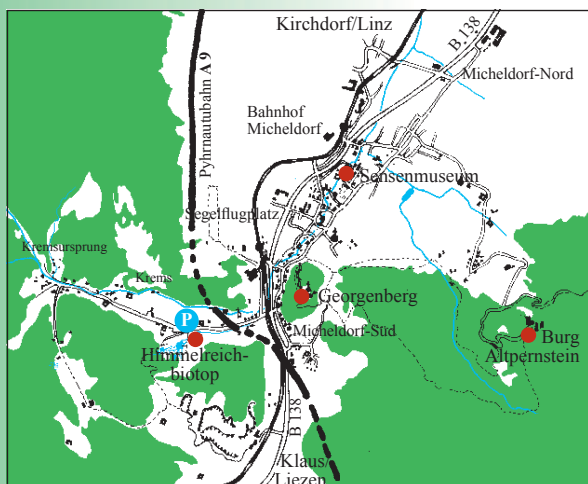 Kirchdorf/Linz
B 138
Micheldorf-Nord
Pyhrnautubahn A 9
Bahnhof
Micheldorf
Sensenmuseum
Segelflugplatz
Kremsursprung
Krems
Georgenberg
P
Micheldorf-Süd
Himmelreich-
biotop
Burg
Altpernstein
B 138
Klaus/
Liezen